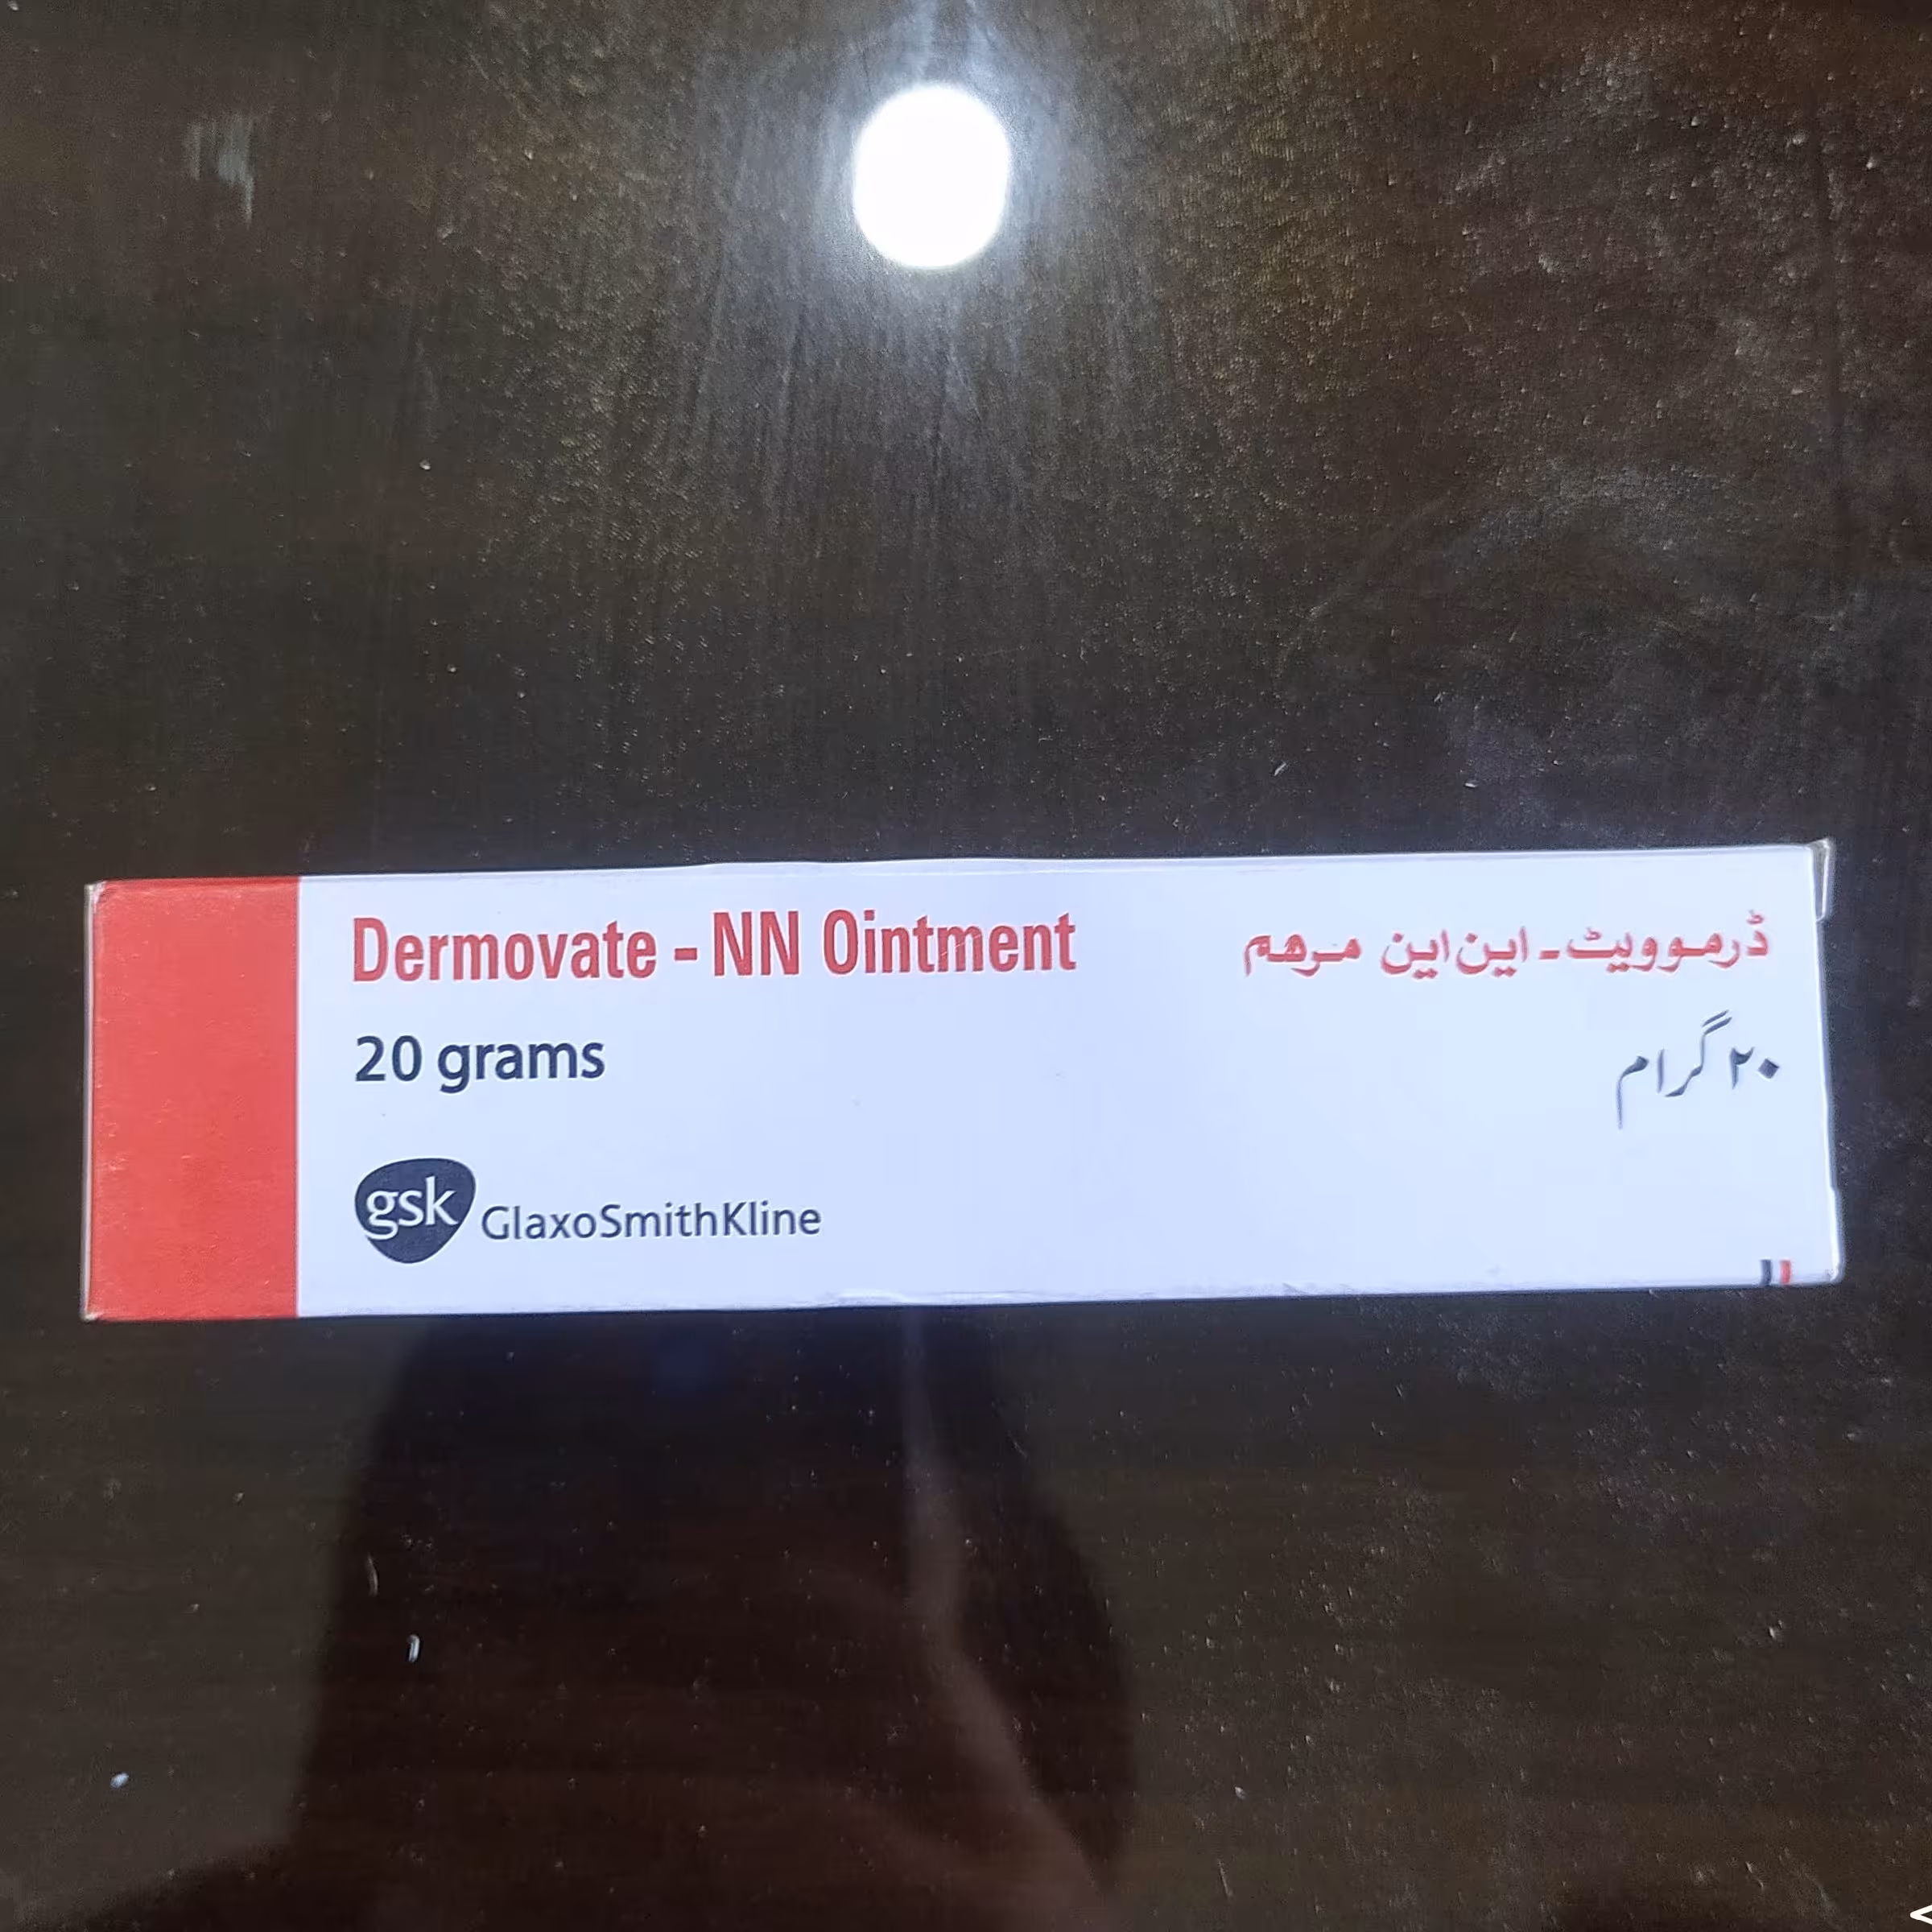 Dermovate - NN Ointment
ڈرموویٹ - این این مرہم
20 grams
۲۰ گرام
gsk GlaxoSmithKline